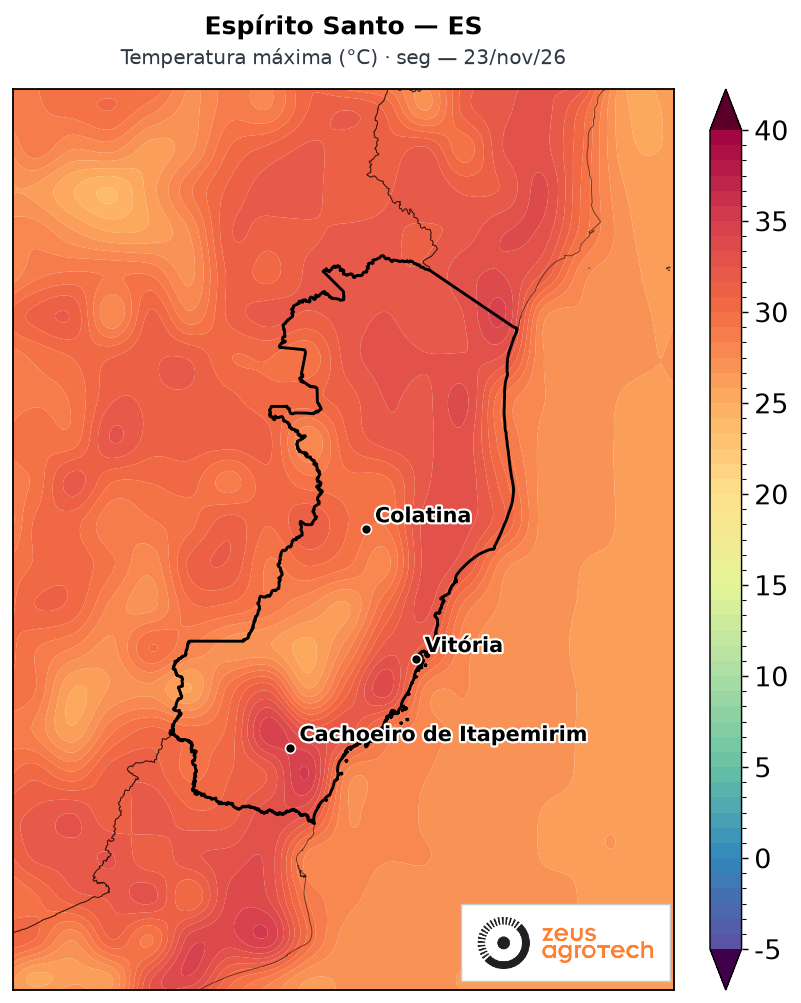 Espírito Santo — ES
Temperatura máxima (°C) · seg — 23/nov/26
40
35
30
25
20
15
10
5
0
-5
Colatina
Vitória
Cachoeiro de Itapemirim
zeus
agrotech